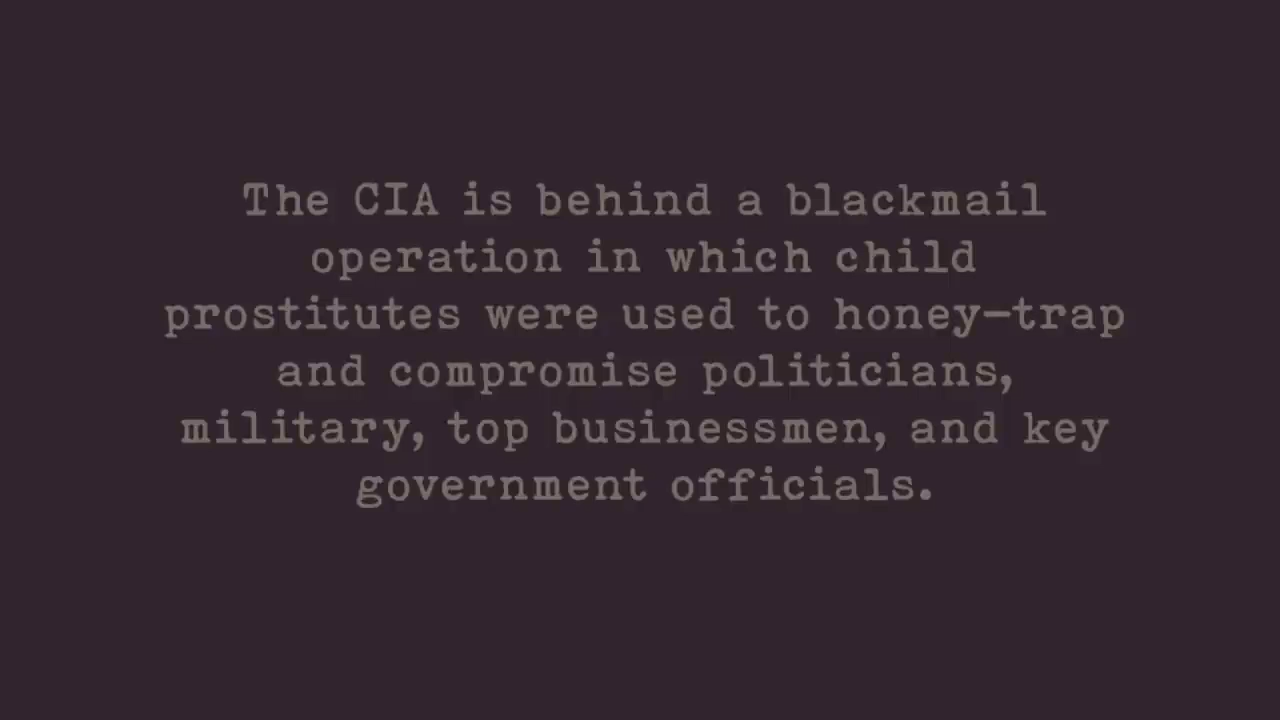 The CIA is behind a blackmail
operation in which child
prostitutes were used to honey-trap
and compromise politicians,
military, top businessmen, and key
government officials.